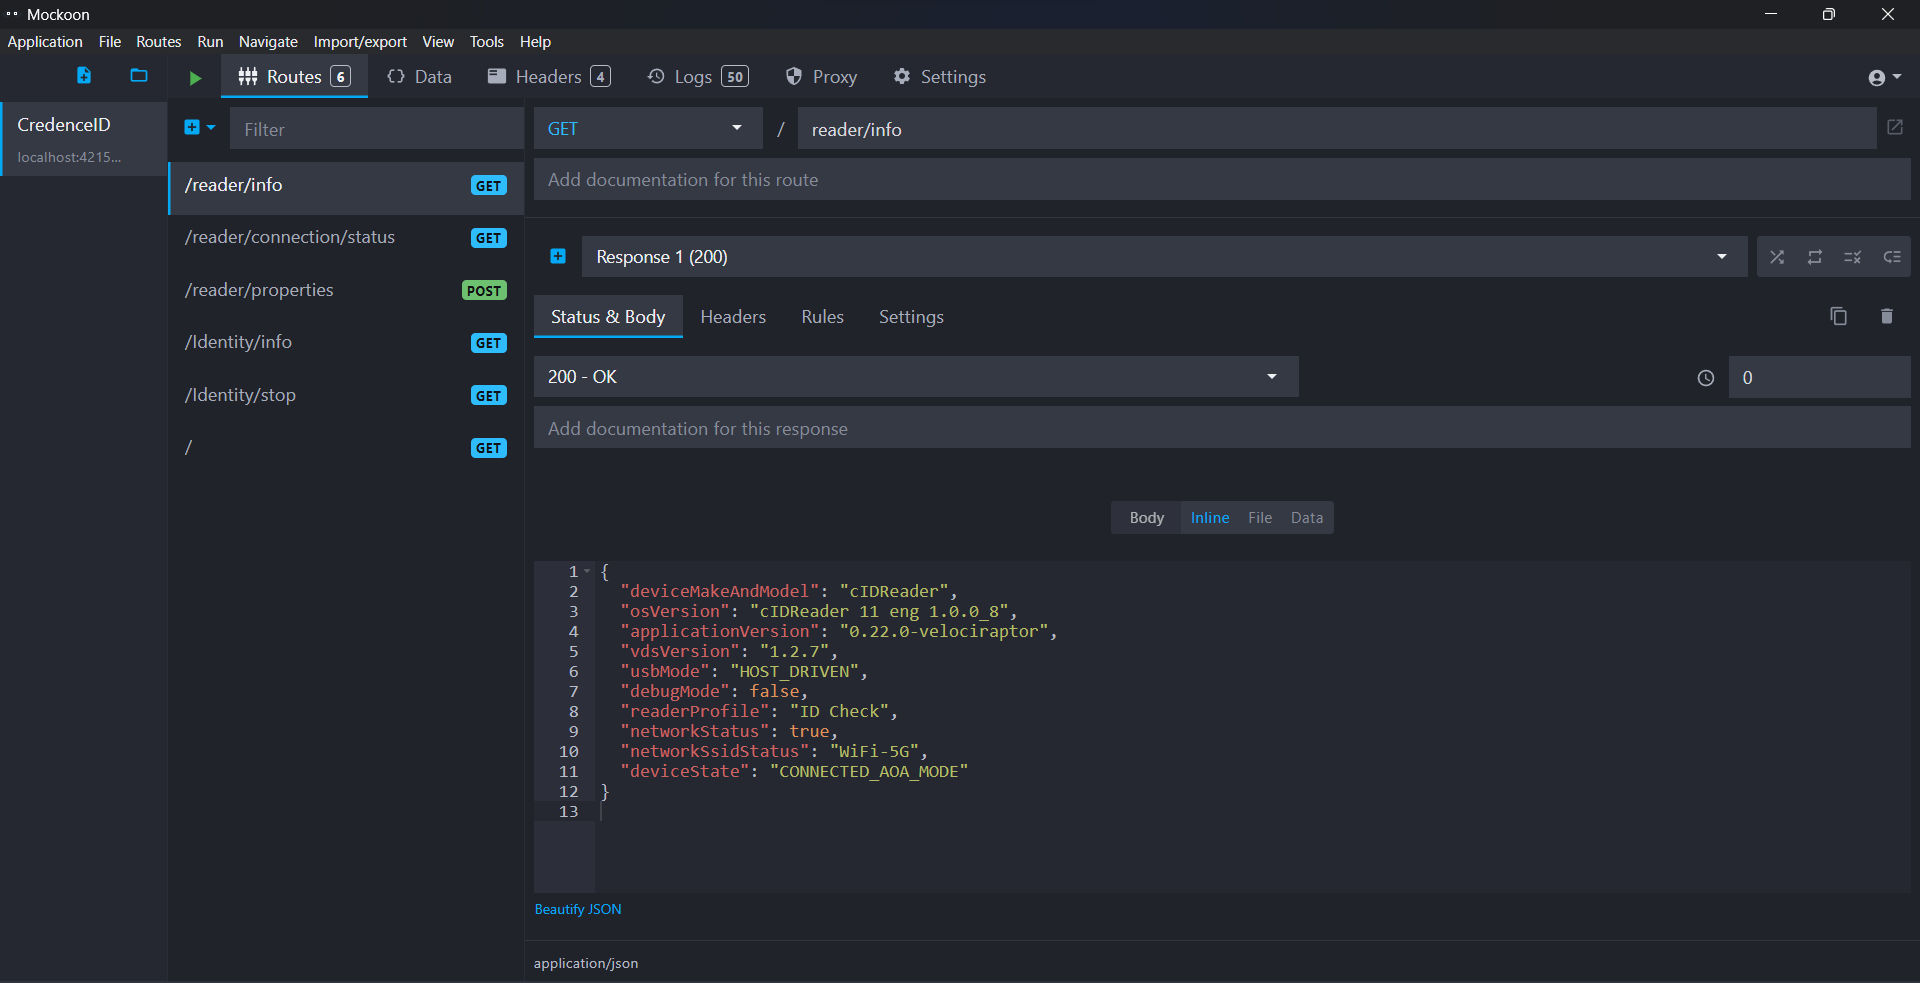 Mockoon
Application File Routes Run Navigate Import/export View Tools Help
Routes 6 Data Headers 4 Logs 50 Proxy Settings
CredenceID
localhost:4215...
Filter
/reader/info GET
/reader/connection/status GET
/reader/properties POST
/Identity/info GET
/Identity/stop GET
/ GET
GET / reader/info
Add documentation for this route
Response 1 (200)
Status & Body Headers Rules Settings
200 - OK 0
Add documentation for this response
Body Inline File Data
1 {
2 "deviceMakeAndModel": "cIDReader",
3 "osVersion": "cIDReader 11 eng 1.0.0_8",
4 "applicationVersion": "0.22.0-velociraptor",
5 "vdsVersion": "1.2.7",
6 "usbMode": "HOST_DRIVEN",
7 "debugMode": false,
8 "readerProfile": "ID Check",
9 "networkStatus": true,
10 "networkSsidStatus": "WiFi-5G",
11 "deviceState": "CONNECTED_AOA_MODE"
12 }
13
Beautify JSON
application/json